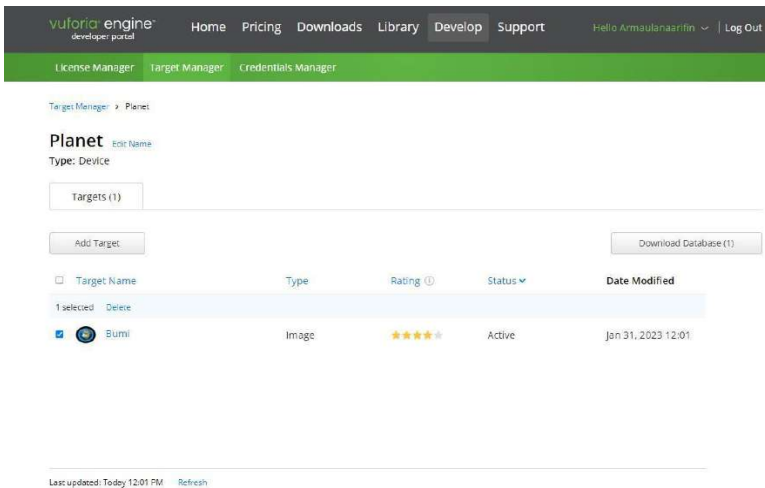 vuforia engine Home Pricing Downloads Library Develop Support Hello Armaulanaarifin | Log Out
developer portal
License Manager Target Manager Credentials Manager
Target Manager > Planet
Planet Edit Name
Type: Device
Targets (1)
Add Target Download Database (1)
Target Name Type Rating Status Date Modified
1 selected Delete
Bumi Image Active Jan 31, 2023 12:01
Last updated: Today 12:01 PM Refresh